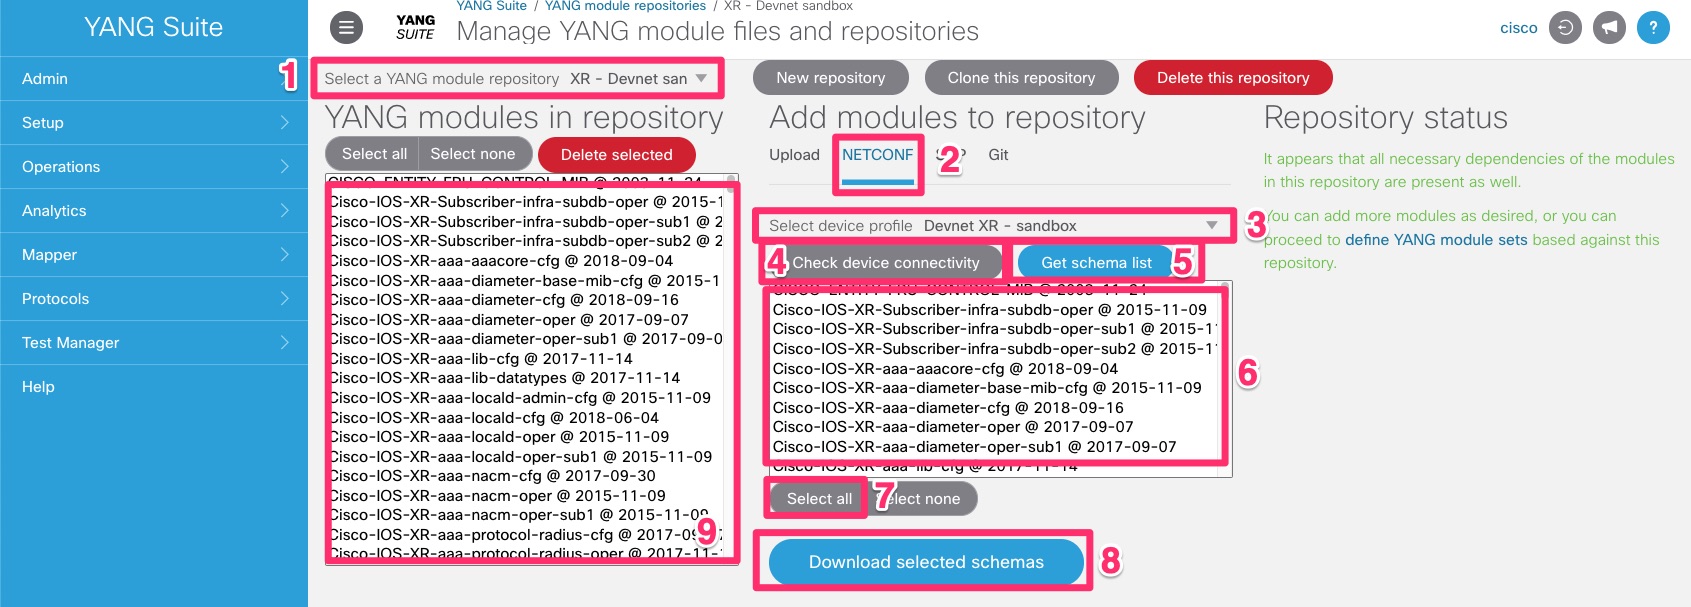 YANG Suite
Admin
Setup
Operations
Analytics
Mapper
Protocols
Test Manager
Help
YANG
SUITE
YANG Suite / YANG module repositories / XR - Devnet sandbox
Manage YANG module files and repositories
cisco
?
1
Select a YANG module repository XR - Devnet san
New repository
Clone this repository
Delete this repository
YANG modules in repository
Select all
Select none
Delete selected
CISCO-ENTITY-FRU-CONTROL-MIB @ 2003-11-24
Cisco-IOS-XR-Subscriber-infra-subdb-oper @ 2015-1
Cisco-IOS-XR-Subscriber-infra-subdb-oper-sub1 @ 2
Cisco-IOS-XR-Subscriber-infra-subdb-oper-sub2 @ 2
Cisco-IOS-XR-aaa-aaacore-cfg @ 2018-09-04
Cisco-IOS-XR-aaa-diameter-base-mib-cfg @ 2015-1
Cisco-IOS-XR-aaa-diameter-cfg @ 2018-09-16
Cisco-IOS-XR-aaa-diameter-oper @ 2017-09-07
Cisco-IOS-XR-aaa-diameter-oper-sub1 @ 2017-09-0
Cisco-IOS-XR-aaa-lib-cfg @ 2017-11-14
Cisco-IOS-XR-aaa-lib-datatypes @ 2017-11-14
Cisco-IOS-XR-aaa-locald-admin-cfg @ 2015-11-09
Cisco-IOS-XR-aaa-locald-cfg @ 2018-06-04
Cisco-IOS-XR-aaa-locald-oper @ 2015-11-09
Cisco-IOS-XR-aaa-locald-oper-sub1 @ 2015-11-09
Cisco-IOS-XR-aaa-nacm-cfg @ 2017-09-30
Cisco-IOS-XR-aaa-nacm-oper @ 2015-11-09
Cisco-IOS-XR-aaa-nacm-oper-sub1 @ 2015-11-09
Cisco-IOS-XR-aaa-protocol-radius-cfg @
Cisco-IOS-XR-aaa-protocol-radius-oper @ 2017-11-
9
Add modules to repository
Upload
NETCONF
2
Git
Select device profile Devnet XR - sandbox
3
4
Check device connectivity
Get schema list
5
CISCO-ENTITY-FRU-CONTROL-MIB @ 2003-11-24
Cisco-IOS-XR-Subscriber-infra-subdb-oper @ 2015-11-09
Cisco-IOS-XR-Subscriber-infra-subdb-oper-sub1 @ 2015-1
Cisco-IOS-XR-Subscriber-infra-subdb-oper-sub2 @ 2015-1
Cisco-IOS-XR-aaa-aaacore-cfg @ 2018-09-04
Cisco-IOS-XR-aaa-diameter-base-mib-cfg @ 2015-11-09
Cisco-IOS-XR-aaa-diameter-cfg @ 2018-09-16
Cisco-IOS-XR-aaa-diameter-oper @ 2017-09-07
Cisco-IOS-XR-aaa-diameter-oper-sub1 @ 2017-09-07
Cisco-IOS-XR-aaa-lib-cfg @ 2017-11-14
6
Select all
7
Select none
Download selected schemas
8
Repository status
It appears that all necessary dependencies of the modules
in this repository are present as well.
You can add more modules as desired, or you can
proceed to define YANG module sets based against this
repository.